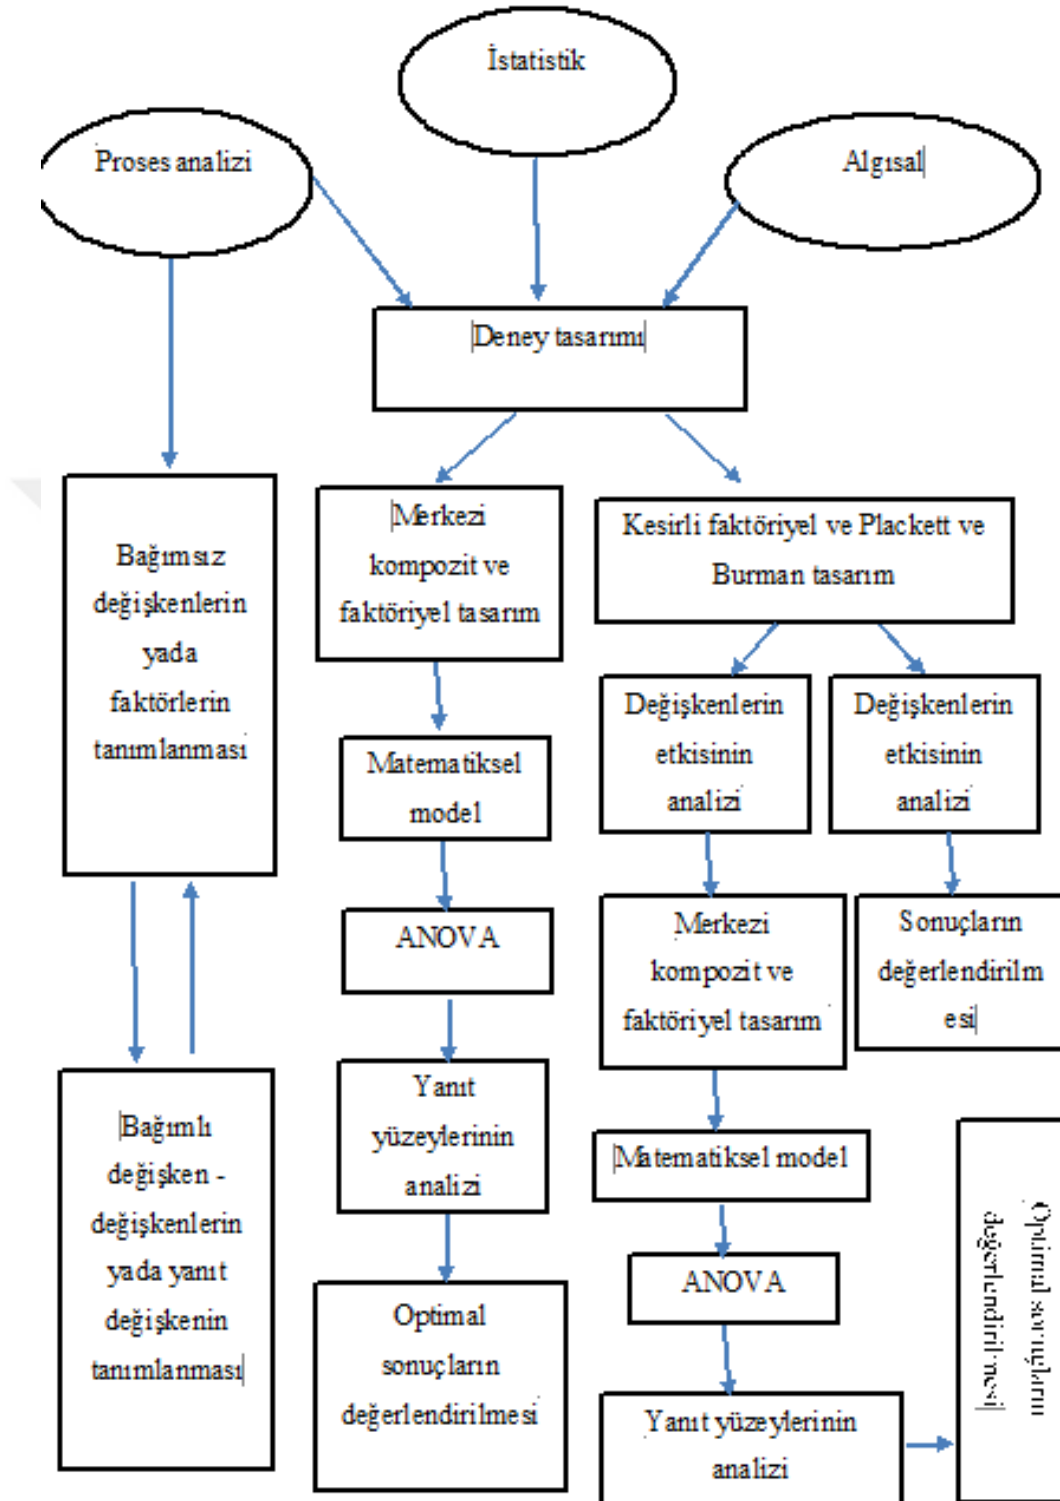 İstatistik
Proses analizi
Algısal
Deney tasarımı
Bağımsız
değişkenlerin
yada
faktörlerin
tanımlanması
Merkezi
kompozit ve
faktöriyel tasarım
Kesirli faktöriyel ve Plackett ve
Burman tasarım
Matematiksel
model
Değişkenlerin
etkisinin
analizi
Değişkenlerin
etkisinin
analizi
ANOVA
Merkezi
kompozit ve
faktöriyel tasarım
Sonuçların
değerlendirilm
esi
Bağımlı
değişken -
değişkenlerin
yada yanıt
değişkenin
tanımlanması
Yanıt
yüzeylerinin
analizi
Matematiksel model
ANOVA
Optimal
sonuçların
değerlendirilmesi
Yanıt yüzeylerinin
analizi
Optimal sonuçların
değerlendirilmesi